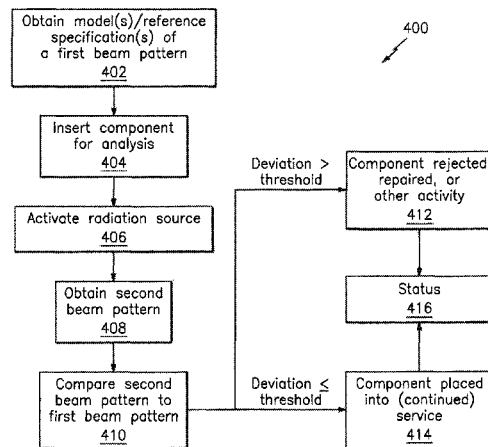 Obtain model(s)/reference
specification(s) of
a first beam pattern
402
400
Insert component
for analysis
404
Activate radiation source
406
Obtain second
beam pattern
408
Compare second
beam pattern to
first beam pattern
410
Deviation >
threshold
Component rejected
repaired, or
other activity
412
Status
416
Deviation ≤
threshold
Component placed
into (continued)
service
414